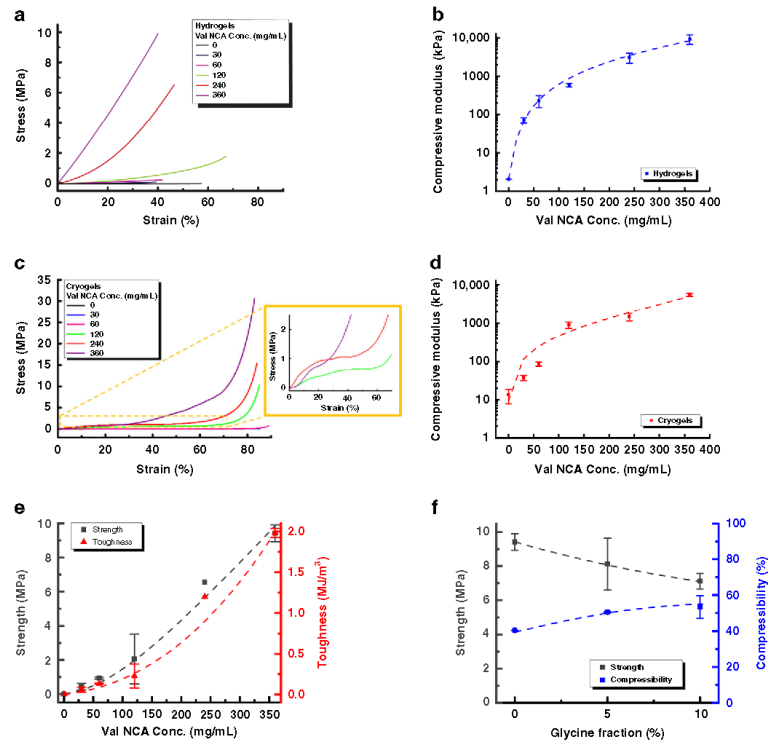 a
Hydrogels
Val NCA Conc. (mg/mL)
0
30
60
120
240
360
10
8
6
4
2
0
Stress (MPa)
0 20 40 60 80
Strain (%)
b
10,000
1000
100
10
1
Compressive modulus (kPa)
Hydrogels
0 50 100 150 200 250 300 350 400
Val NCA Conc. (mg/mL)
c
Cryogels
Val NCA Conc. (mg/mL)
0
30
60
120
240
360
35
30
25
20
15
10
5
0
Stress (MPa)
0 20 40 60 80
Strain (%)
2
1
0
Stress (MPa)
0 20 40 60
Strain (%)
d
10,000
1000
100
10
1
Compressive modulus (kPa)
Cryogels
0 50 100 150 200 250 300 350 400
Val NCA Conc. (mg/mL)
e
Strength
Toughness
10
8
6
4
2
0
Strength (MPa)
2.0
1.5
1.0
0.5
0.0
Toughness (MJ/m³)
0 50 100 150 200 250 300 350
Val NCA Conc. (mg/mL)
f
10
8
6
4
2
0
Strength (MPa)
100
80
60
40
20
0
Compressibility (%)
Strength
Compressibility
0 5 10
Glycine fraction (%)